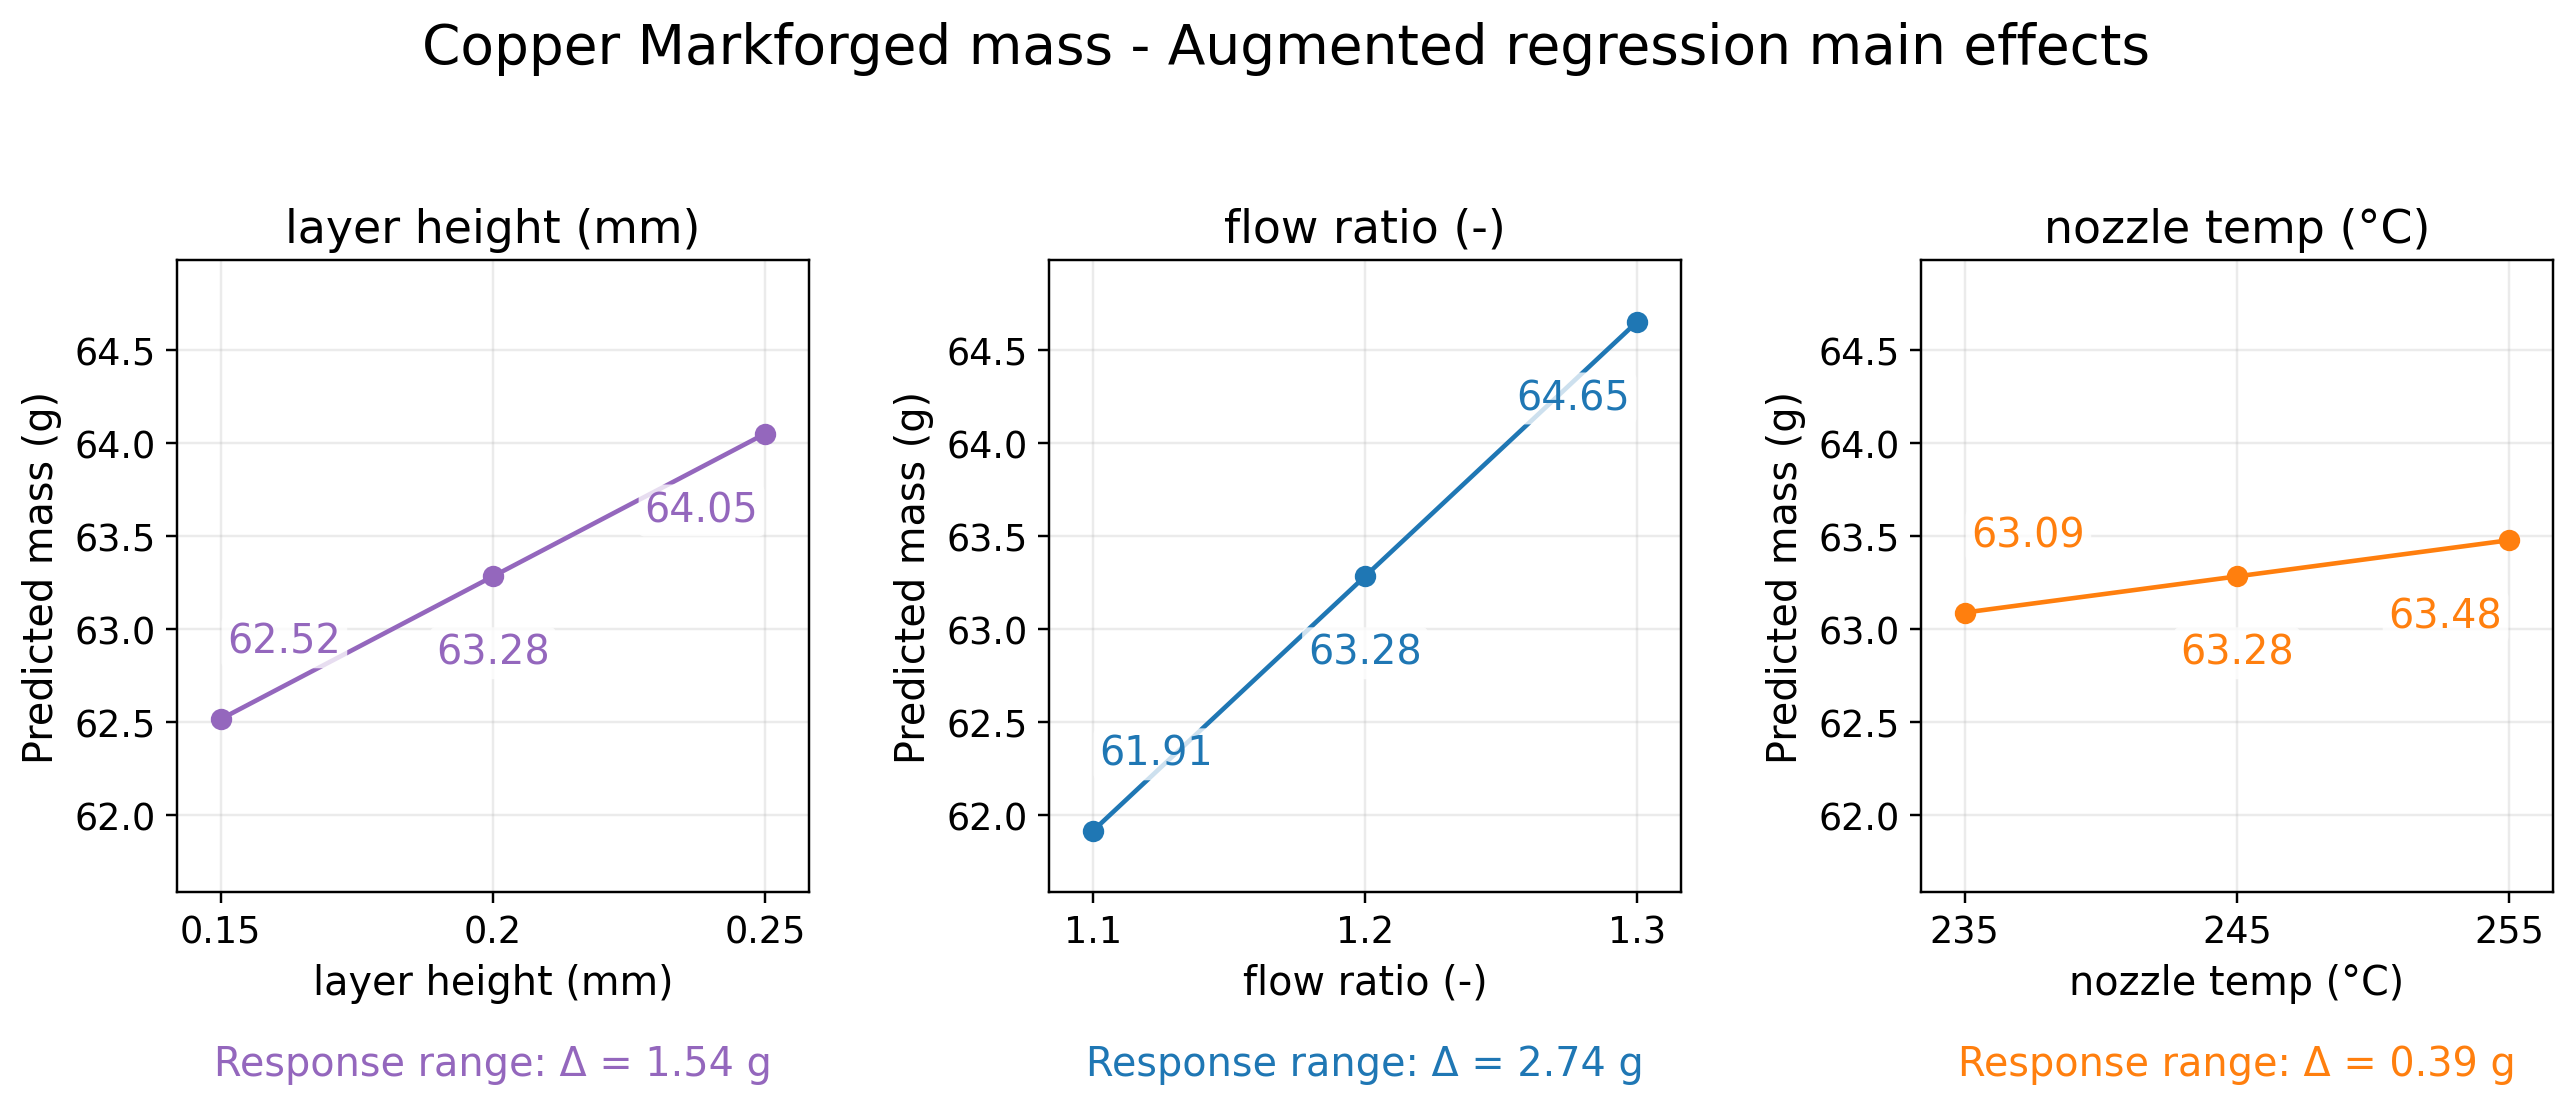 Copper Markforged mass - Augmented regression main effects
layer height (mm)
Predicted mass (g)
64.5
64.0
63.5
63.0
62.5
62.0
62.52
63.28
64.05
0.15 0.2 0.25
layer height (mm)
Response range: Δ = 1.54 g
flow ratio (-)
Predicted mass (g)
64.5
64.0
63.5
63.0
62.5
62.0
61.91
63.28
64.65
1.1 1.2 1.3
flow ratio (-)
Response range: Δ = 2.74 g
nozzle temp (°C)
Predicted mass (g)
64.5
64.0
63.5
63.0
62.5
62.0
63.09
63.28
63.48
235 245 255
nozzle temp (°C)
Response range: Δ = 0.39 g